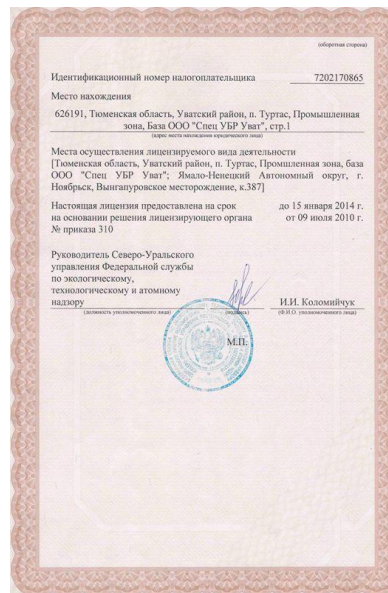 (оборотная сторона)
Идентификационный номер налогоплательщика 7202170865
Место нахождения
626191, Тюменская область, Уватский район, п. Туртас, Промышленная
зона, База ООО "Спец УБР Уват", стр.1
(адрес места нахождения юридического лица)
Места осуществления лицензируемого вида деятельности
[Тюменская область, Уватский район, п. Туртас, Промшленная зона, база
ООО "Спец УБР Уват"; Ямало-Ненецкий Автономный округ, г.
Ноябрьск, Вынгапуровское месторождение, к.387]
Настоящая лицензия предоставлена на срок до 15 января 2014 г.
на основании решения лицензирующего органа от 09 июля 2010 г.
№ приказа 310
Руководитель Северо-Уральского
управления Федеральной службы
по экологическому,
технологическому и атомному
надзору И.И. Коломийчук
(должность уполномоченного лица) (подпись) (Ф.И.О. уполномоченного лица)
М.П.